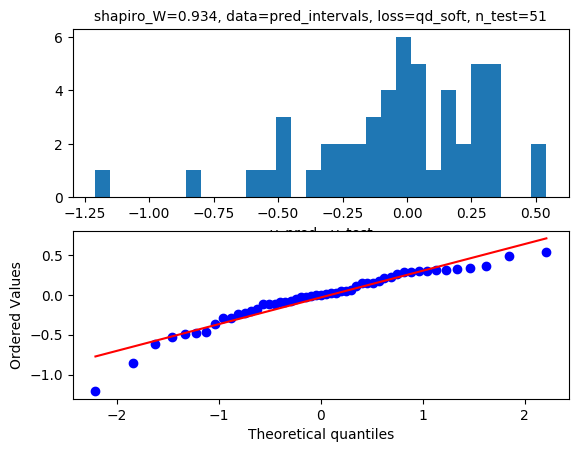 shapiro_W=0.934, data=pred_intervals, loss=qd_soft, n_test=51
6
4
2
0
−1.25 −1.00 −0.75 −0.50 −0.25 0.00 0.25 0.50
0.5
0.0
−0.5
−1.0
Ordered Values
−2 −1 0 1 2
Theoretical quantiles